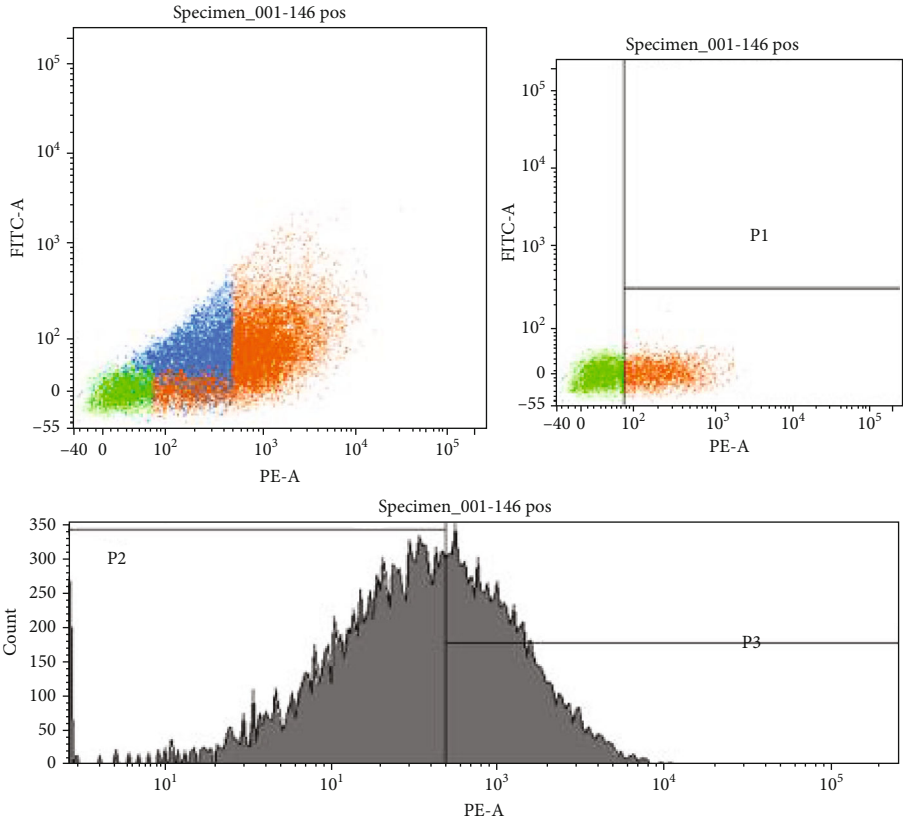 Specimen_001-146 pos
FITC-A
10⁵
10⁴
10³
10²
0
−55
−40 0 10² 10³ 10⁴ 10⁵
PE-A
Specimen_001-146 pos
FITC-A
10⁵
10⁴
10³
10²
0
−55
P1
−40 0 10² 10³ 10⁴ 10⁵
PE-A
Specimen_001-146 pos
Count
350
300
250
200
150
100
50
0
P2
P3
10¹ 10¹ 10³ 10⁴ 10⁵
PE-A